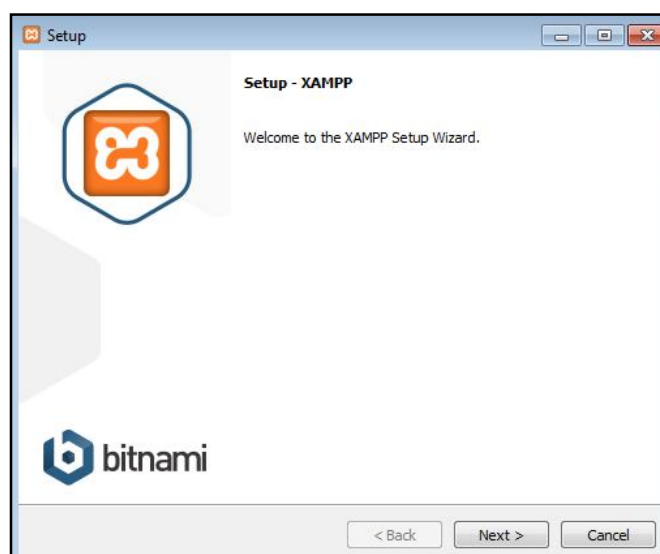 Setup
Setup - XAMPP
Welcome to the XAMPP Setup Wizard.
bitnami
< Back
Next >
Cancel